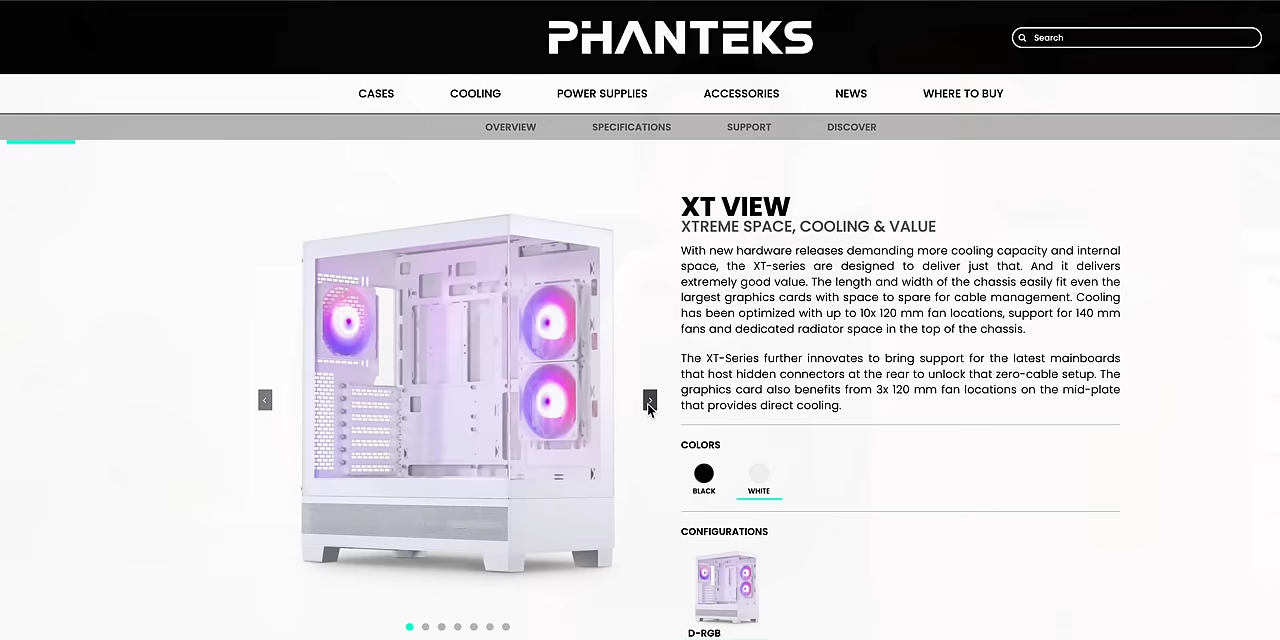 PHANTEKS
Search
CASES COOLING POWER SUPPLIES ACCESSORIES NEWS WHERE TO BUY
OVERVIEW SPECIFICATIONS SUPPORT DISCOVER
XT VIEW
XTREME SPACE, COOLING & VALUE
With new hardware releases demanding more cooling capacity and internal
space, the XT-series are designed to deliver just that. And it delivers
extremely good value. The length and width of the chassis easily fit even the
largest graphics cards with space to spare for cable management. Cooling
has been optimized with up to 10x 120 mm fan locations, support for 140 mm
fans and dedicated radiator space in the top of the chassis.
The XT-Series further innovates to bring support for the latest mainboards
that host hidden connectors at the rear to unlock that zero-cable setup. The
graphics card also benefits from 3x 120 mm fan locations on the mid-plate
that provides direct cooling.
COLORS
BLACK WHITE
CONFIGURATIONS
D-RGB